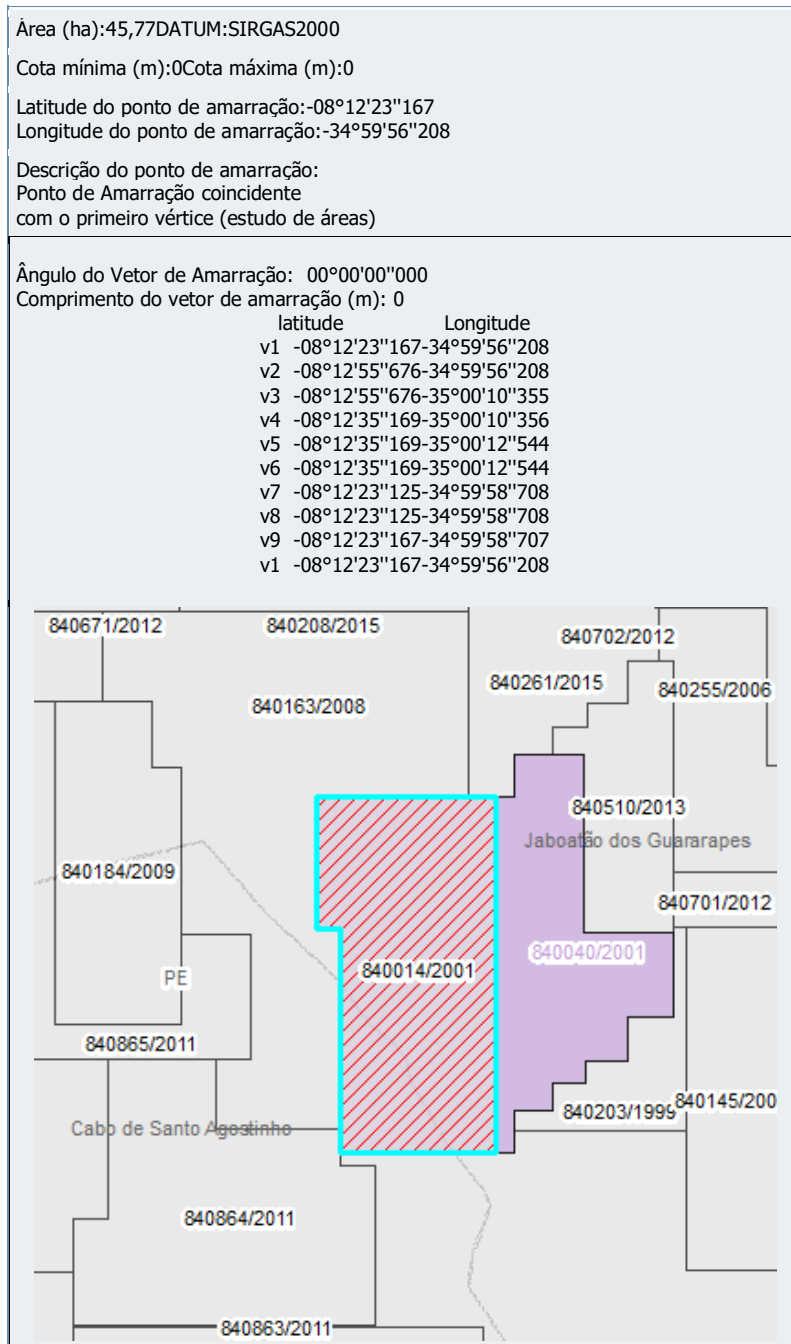 Área (ha):45,77DATUM:SIRGAS2000
Cota mínima (m):0Cota máxima (m):0
Latitude do ponto de amarração:-08°12'23''167
Longitude do ponto de amarração:-34°59'56''208
Descrição do ponto de amarração:
Ponto de Amarração coincidente
com o primeiro vértice (estudo de áreas)
Ângulo do Vetor de Amarração: 00°00'00''000
Comprimento do vetor de amarração (m): 0
latitude Longitude
v1 -08°12'23''167-34°59'56''208
v2 -08°12'55''676-34°59'56''208
v3 -08°12'55''676-35°00'10''355
v4 -08°12'35''169-35°00'10''356
v5 -08°12'35''169-35°00'12''544
v6 -08°12'35''169-35°00'12''544
v7 -08°12'23''125-34°59'58''708
v8 -08°12'23''125-34°59'58''708
v9 -08°12'23''167-34°59'58''707
v1 -08°12'23''167-34°59'56''208
840671/2012 840208/2015 840702/2012
840261/2015 840255/2006
840163/2008
840510/2013
Jaboatão dos Guararapes
840184/2009 840701/2012
840040/2001
840014/2001
PE
840865/2011
840203/1999 840145/200
Cabo de Santo Agostinho
840864/2011
840863/2011